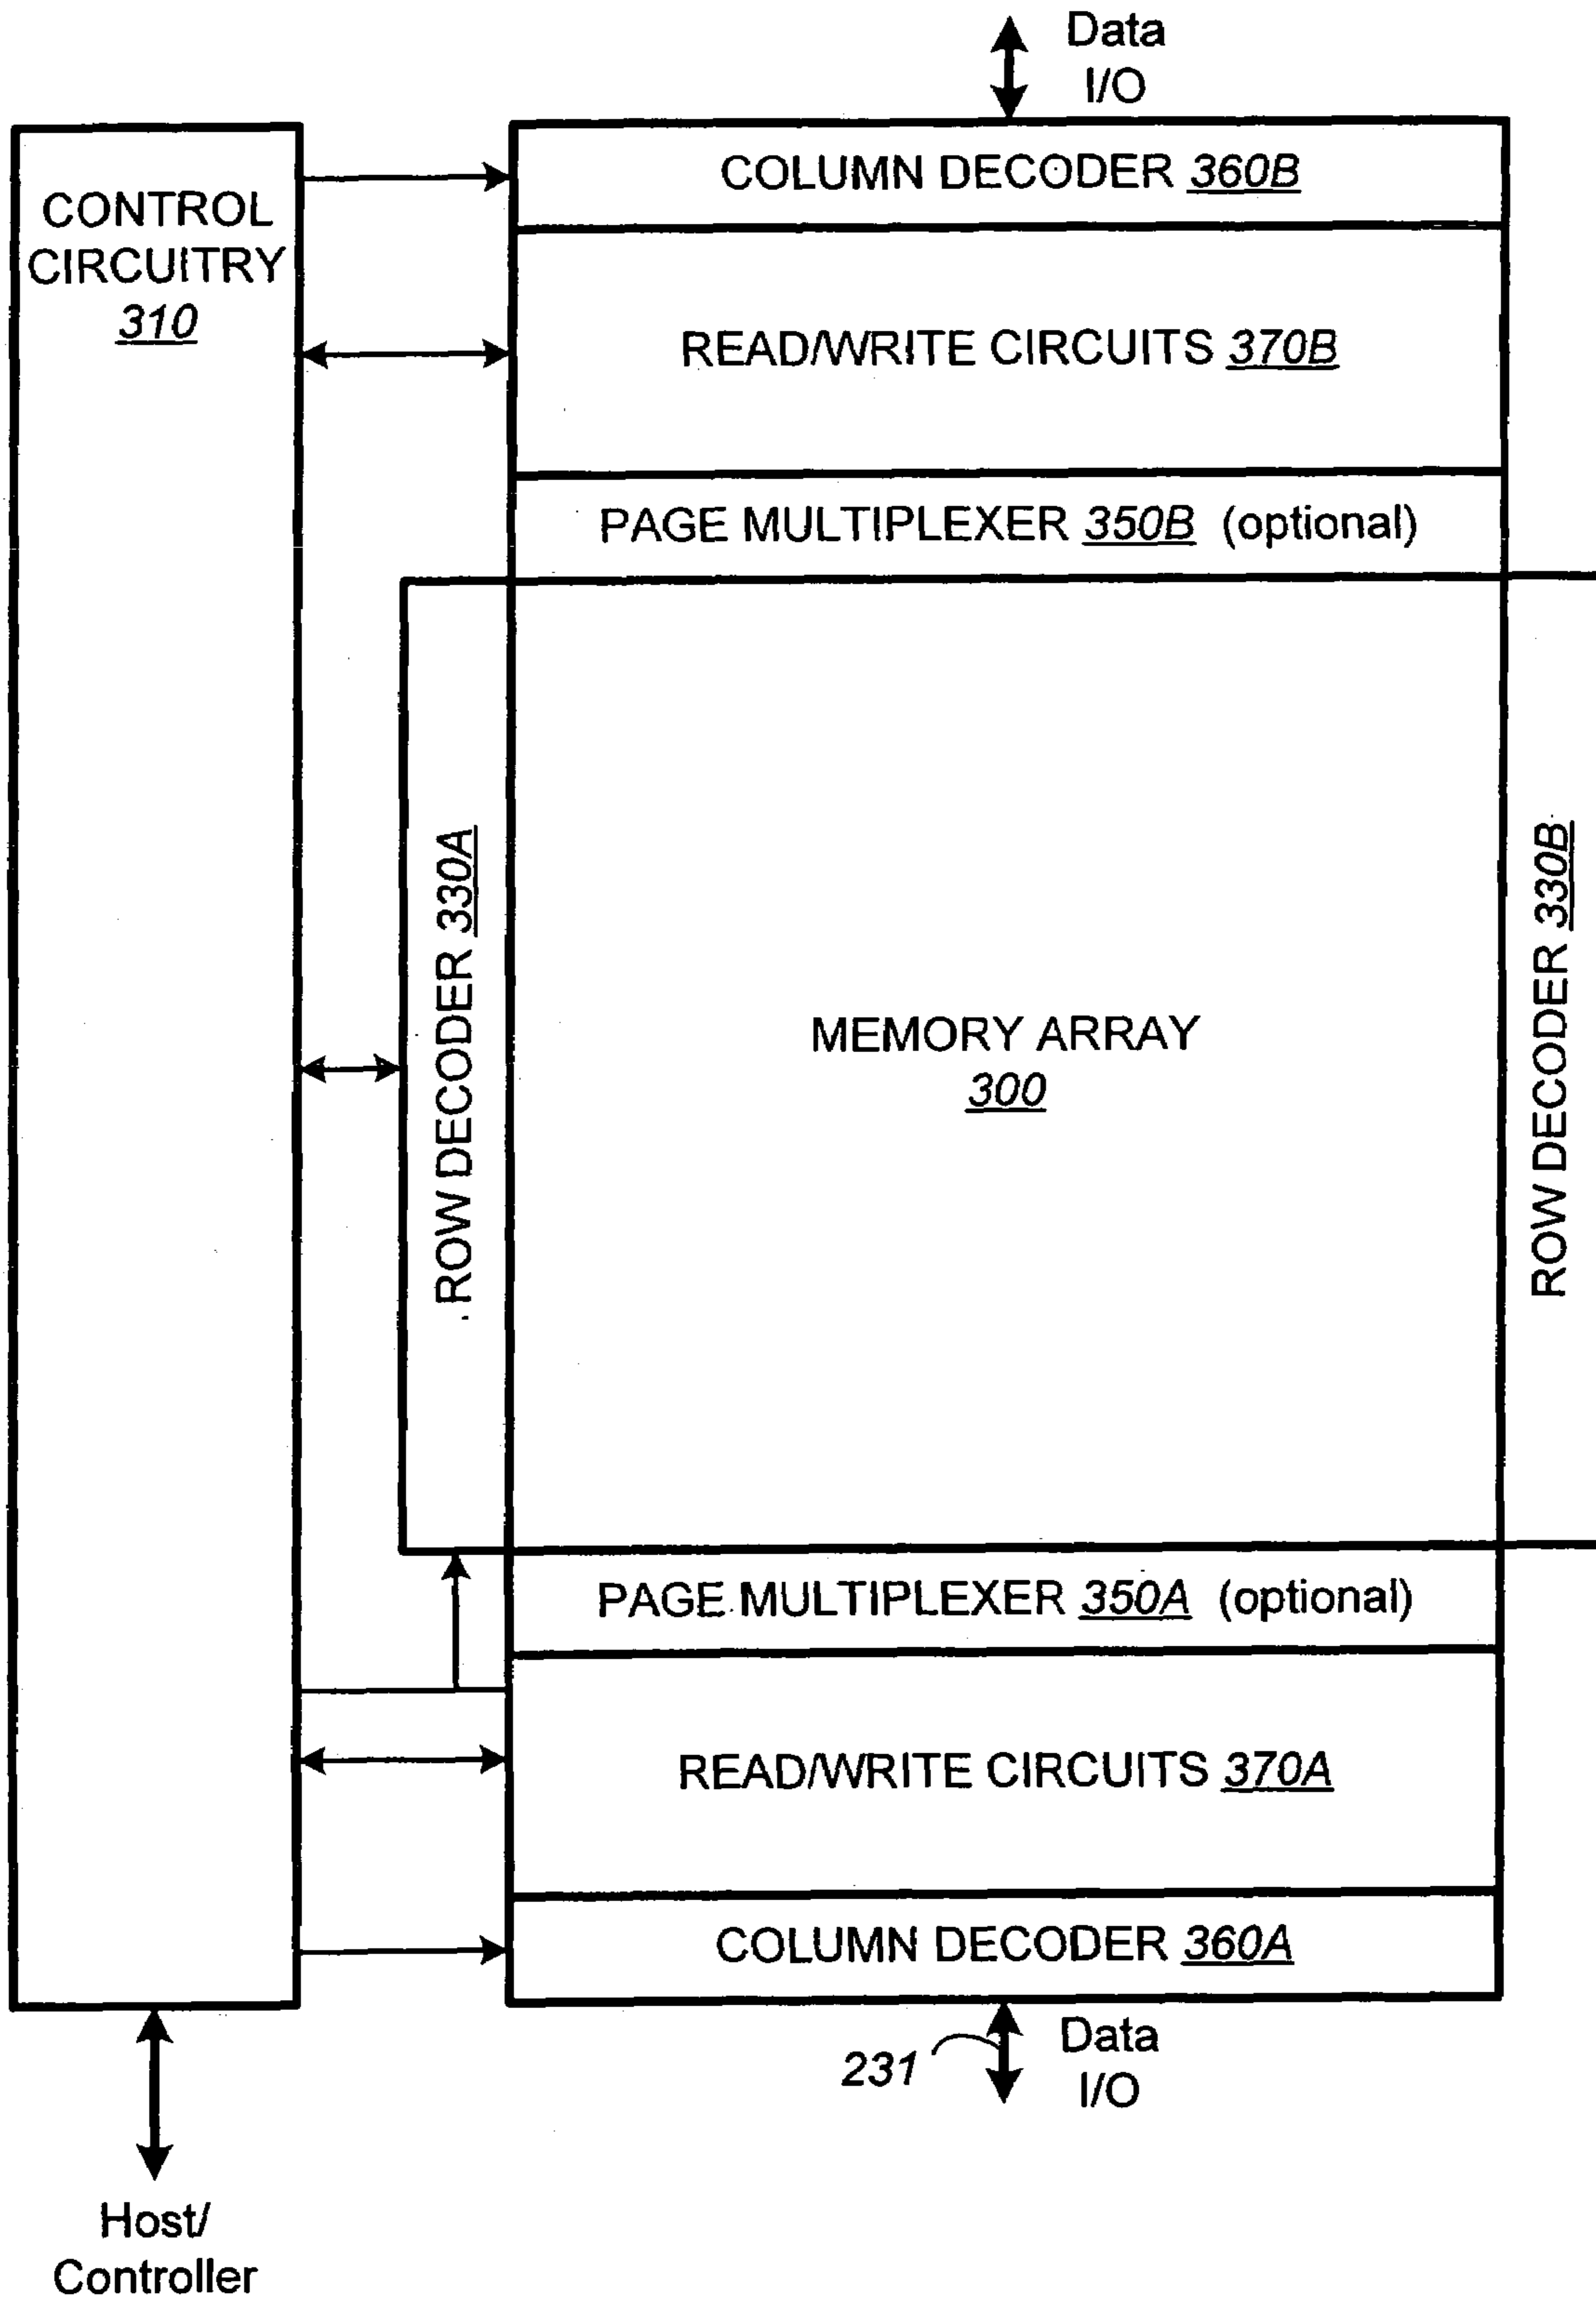 Data
I/O
COLUMN DECODER 360B
CONTROL
CIRCUITRY
310
READ/WRITE CIRCUITS 370B
PAGE MULTIPLEXER 350B (optional)
ROW DECODER 330A
MEMORY ARRAY
300
ROW DECODER 330B
PAGE MULTIPLEXER 350A (optional)
READ/WRITE CIRCUITS 370A
COLUMN DECODER 360A
231
Data
I/O
Host/
Controller